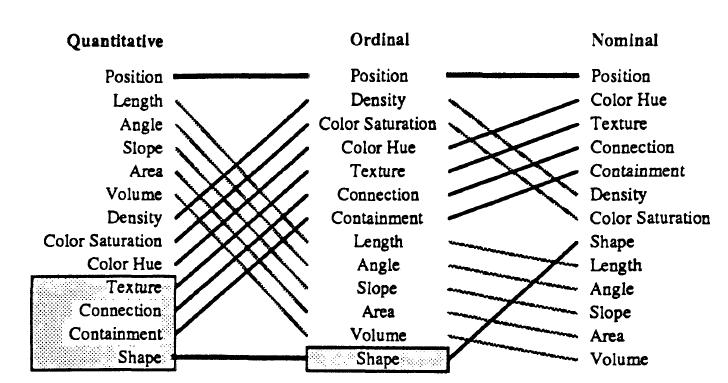 Quantitative Ordinal Nominal
Position Position Position
Length Density Color Hue
Angle Color Saturation Texture
Slope Color Hue Connection
Area Texture Containment
Volume Connection Density
Density Containment Color Saturation
Color Saturation Length Shape
Color Hue Angle Length
Texture Slope Angle
Connection Area Slope
Containment Volume Area
Shape Shape Volume